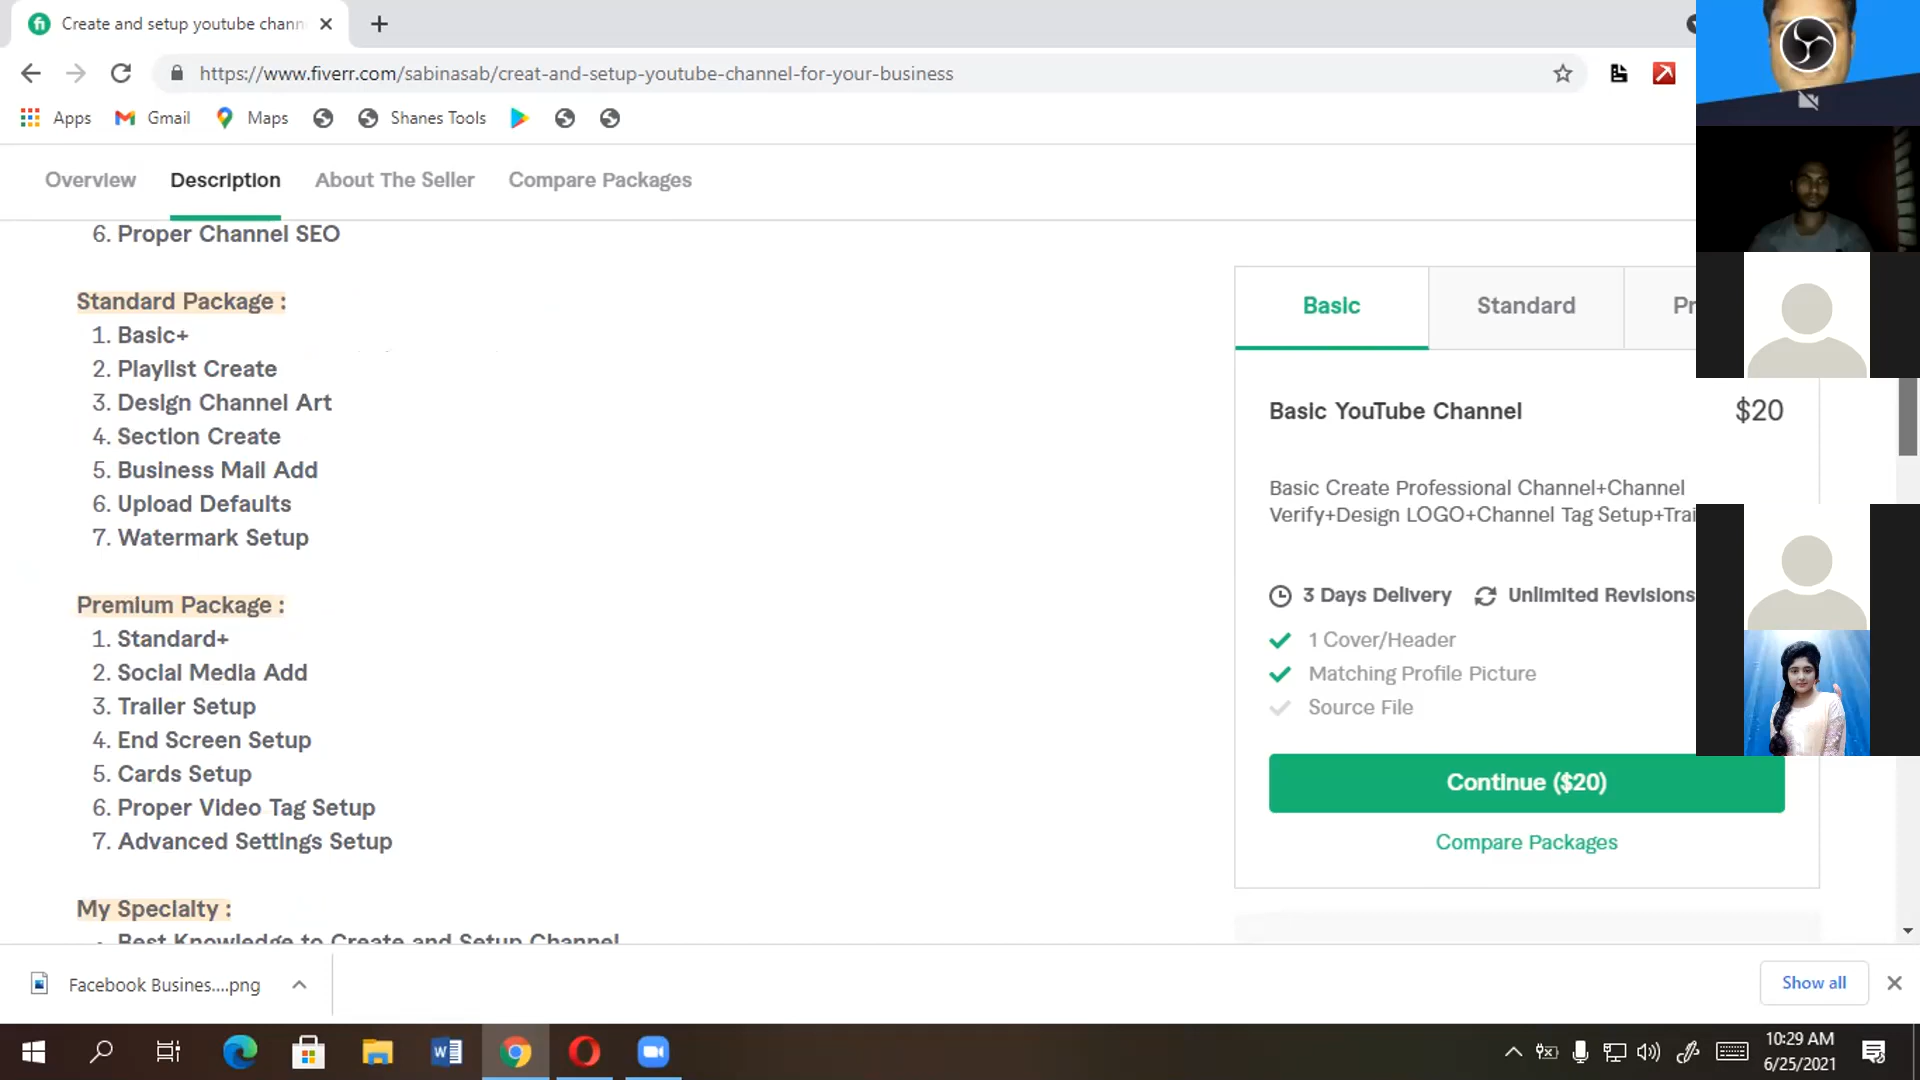 Create and setup youtube chann
https://www.fiverr.com/sabinasab/creat-and-setup-youtube-channel-for-your-business
Apps
Gmail
Maps
Shanes Tools
Overview
Description
About The Seller
Compare Packages
6. Proper Channel SEO
Standard Package :
1. Basic+
2. Playlist Create
3. Design Channel Art
4. Section Create
5. Business Mail Add
6. Upload Defaults
7. Watermark Setup
Premium Package :
1. Standard+
2. Social Media Add
3. Trailer Setup
4. End Screen Setup
5. Cards Setup
6. Proper Video Tag Setup
7. Advanced Settings Setup
My Specialty :
Best Knowledge to Create and Setup Channel
Basic
Standard
Pr
Basic YouTube Channel
$20
Basic Create Professional Channel+Channel
Verify+Design LOGO+Channel Tag Setup+Trai
3 Days Delivery
Unlimited Revisions
1 Cover/Header
Matching Profile Picture
Source File
Continue ($20)
Compare Packages
Facebook Busines....png
Show all
10:29 AM
6/25/2021